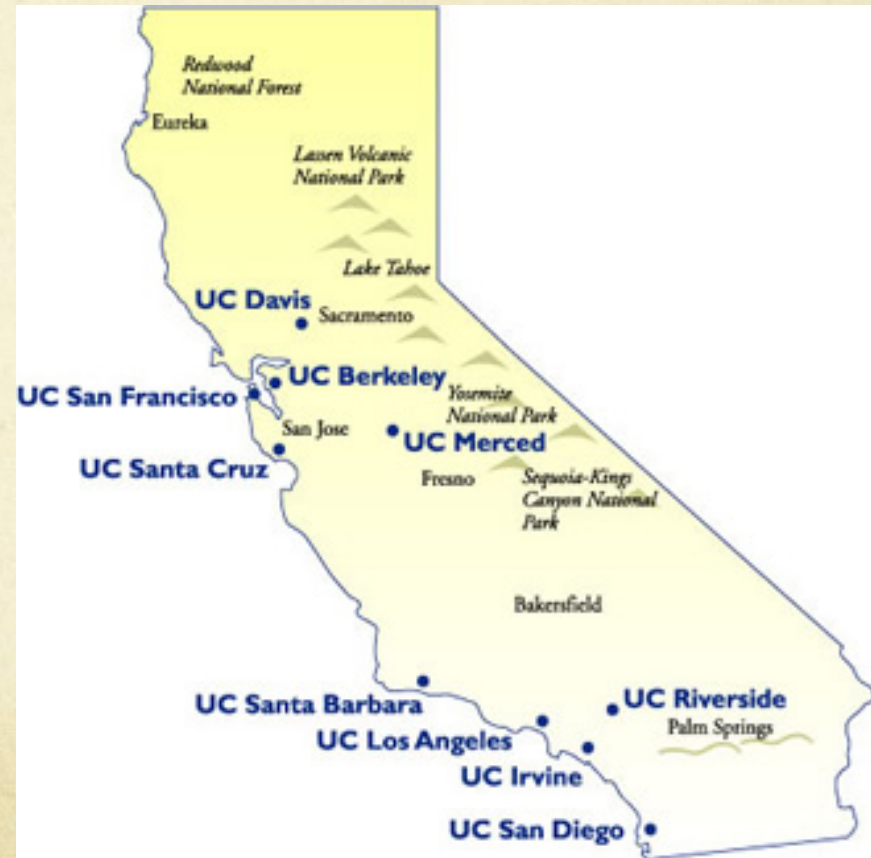 Redwood
National Forest
Eureka
Lassen Volcanic
National Park
Lake Tahoe
UC Davis
Sacramento
UC Berkeley
UC San Francisco
Yosemite
National Park
San Jose
UC Merced
UC Santa Cruz
Fresno
Sequoia-Kings
Canyon National
Park
Bakersfield
UC Santa Barbara
UC Riverside
Palm Springs
UC Los Angeles
UC Irvine
UC San Diego